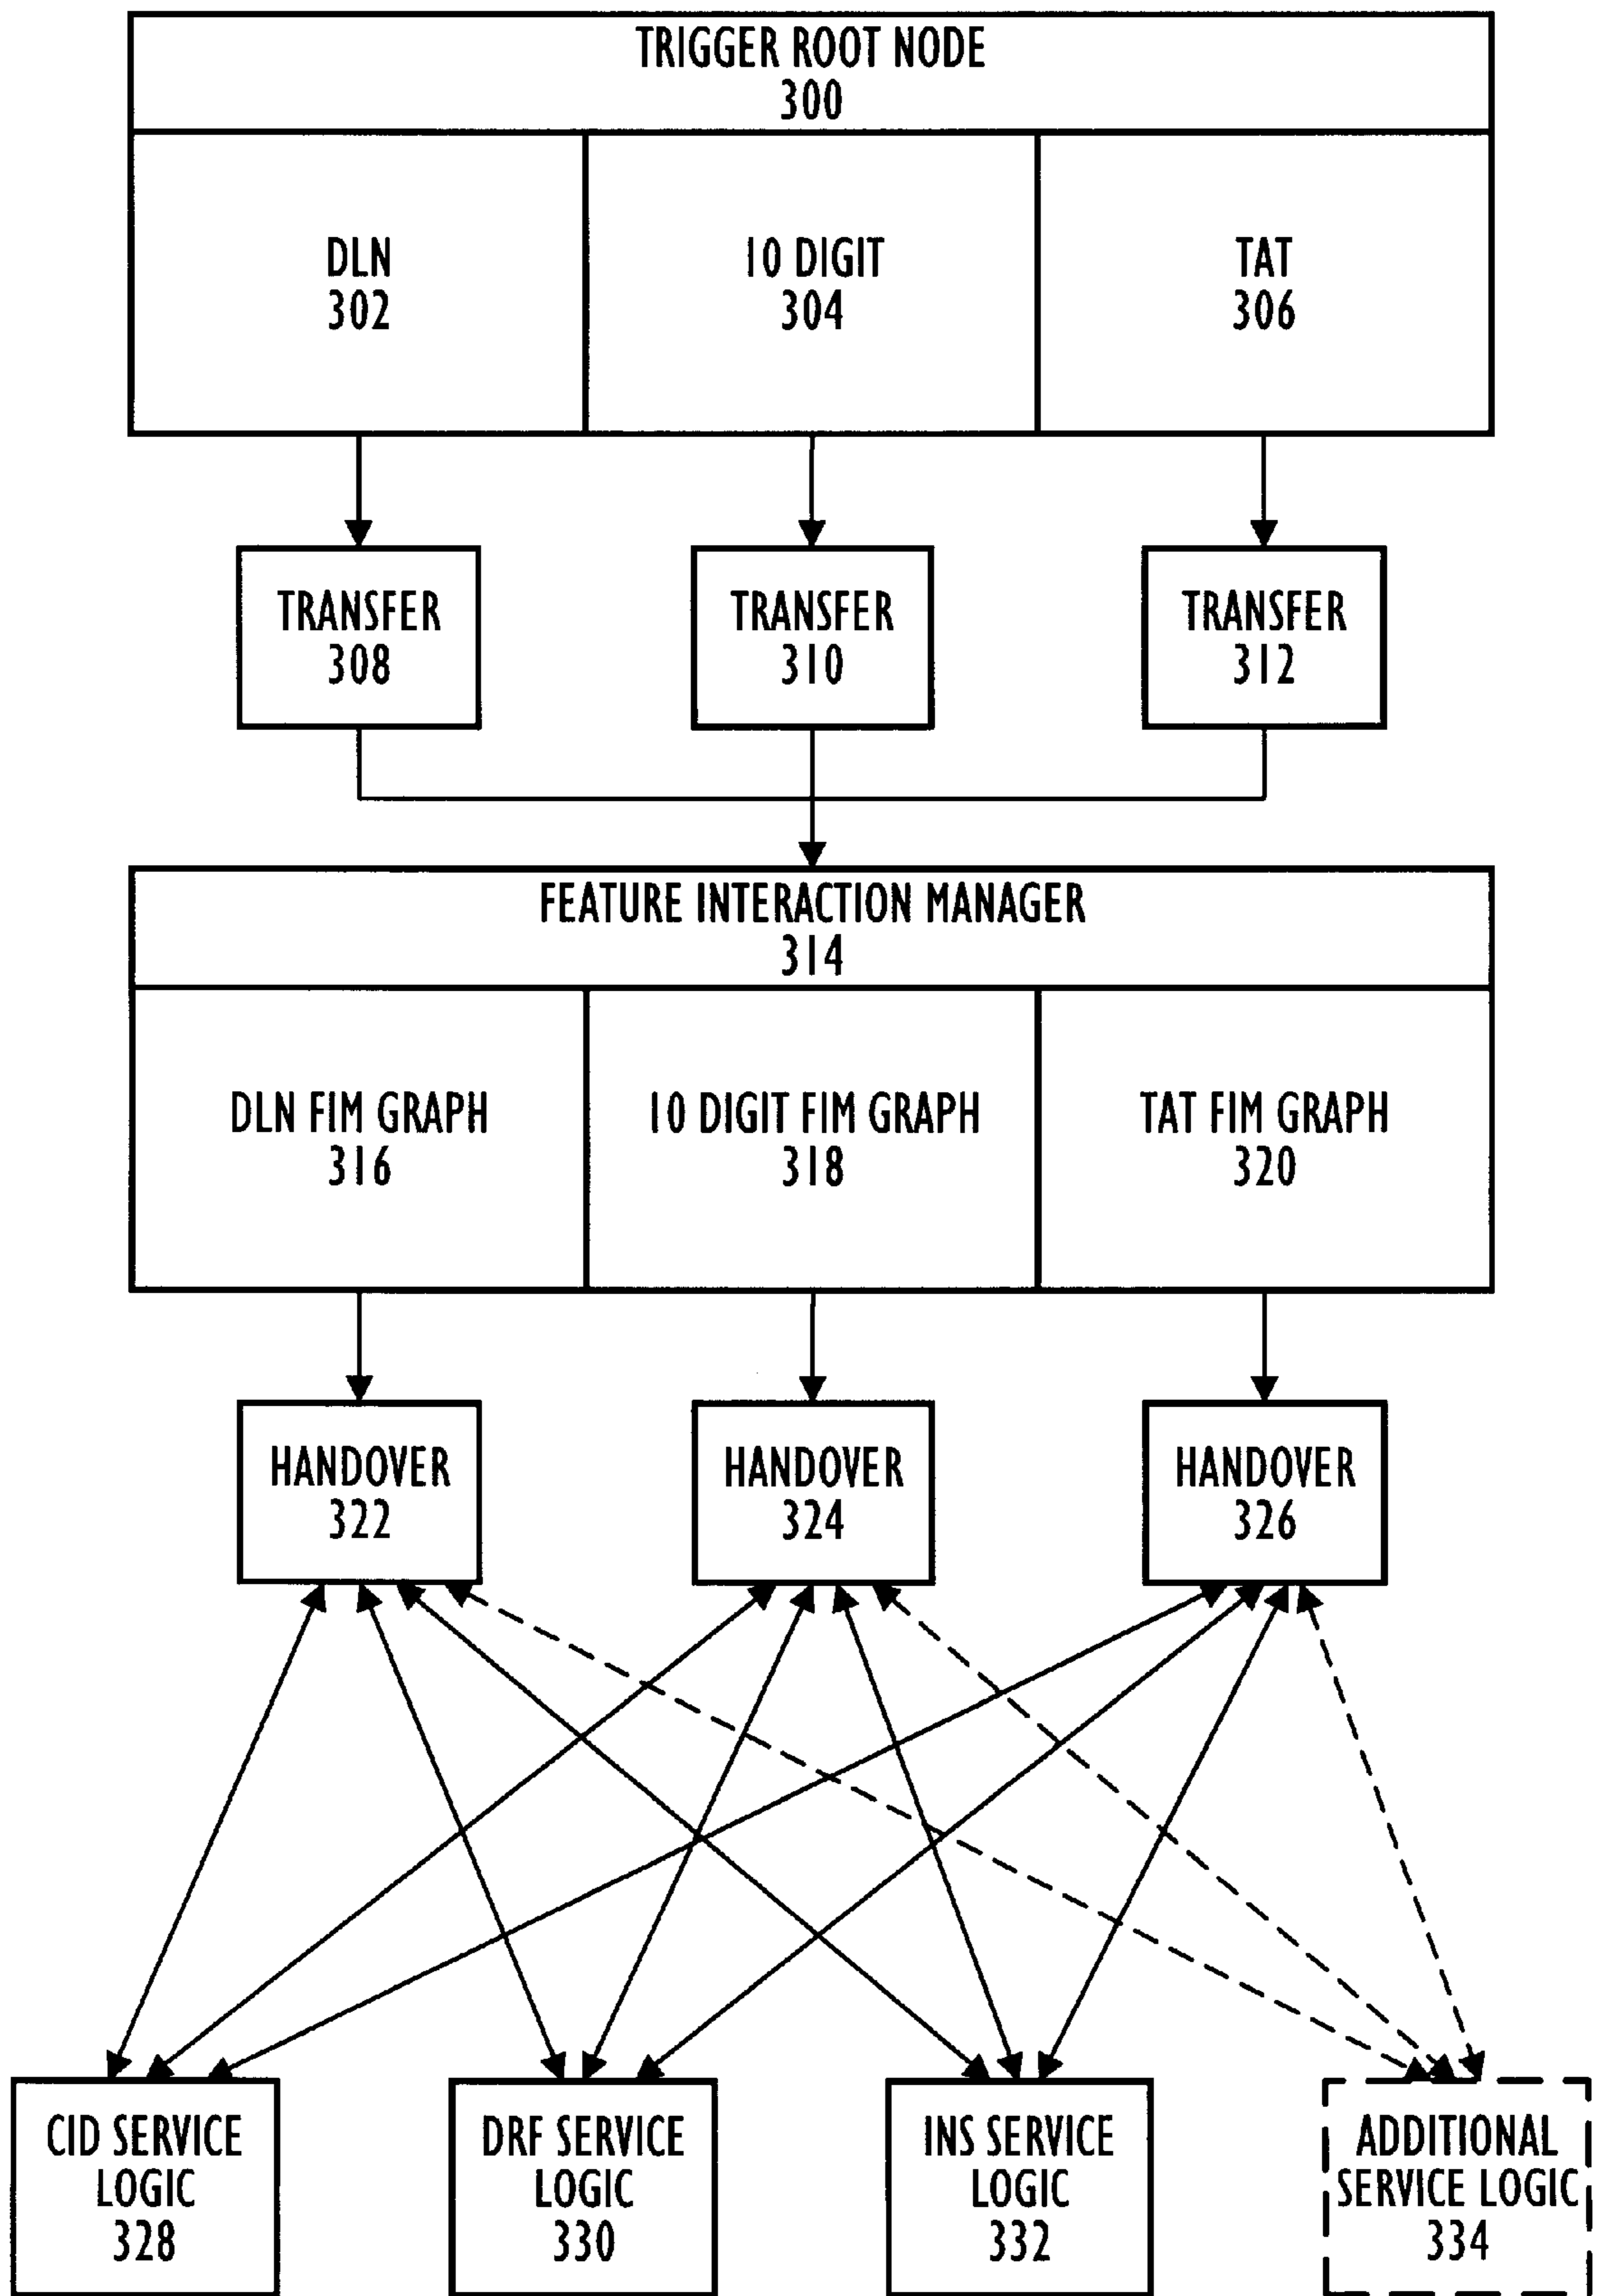 TRIGGER ROOT NODE
300
DLN
302
10 DIGIT
304
TAT
306
TRANSFER
308
TRANSFER
310
TRANSFER
312
FEATURE INTERACTION MANAGER
314
DLN FIM GRAPH
316
10 DIGIT FIM GRAPH
318
TAT FIM GRAPH
320
HANDOVER
322
HANDOVER
324
HANDOVER
326
CID SERVICE
LOGIC
328
DRF SERVICE
LOGIC
330
INS SERVICE
LOGIC
332
ADDITIONAL
SERVICE LOGIC
334